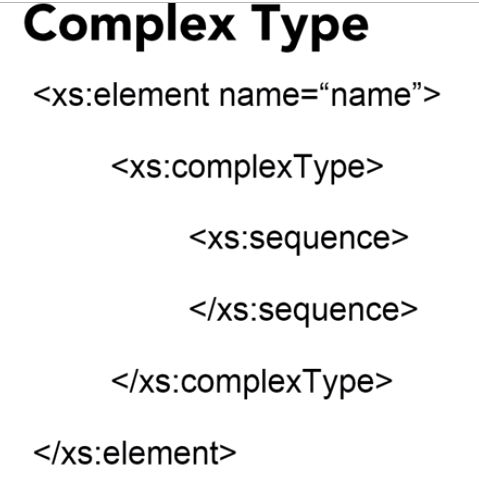 Complex Type
<xs:element name=“name”>
<xs:complexType>
<xs:sequence>
</xs:sequence>
</xs:complexType>
</xs:element>